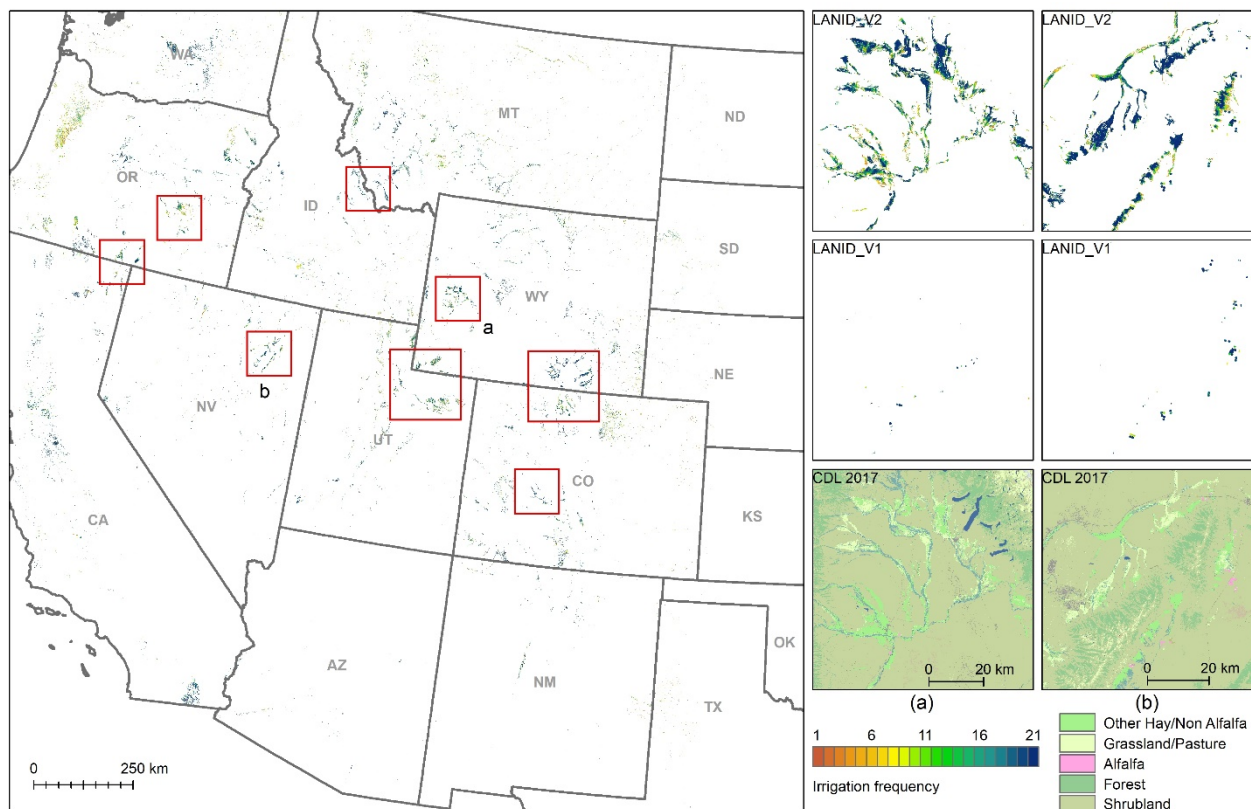 WA
MT
ND
OR
ID
SD
WY
a
NE
b
NV
UT
CO
CA
KS
AZ
NM
OK
TX
0 250 km
LANID_V2
LANID_V2
LANID_V1
LANID_V1
CDL 2017
CDL 2017
0 20 km
0 20 km
(a)
(b)
1 6 11 16 21
Irrigation frequency
Other Hay/Non Alfalfa
Grassland/Pasture
Alfalfa
Forest
Shrubland